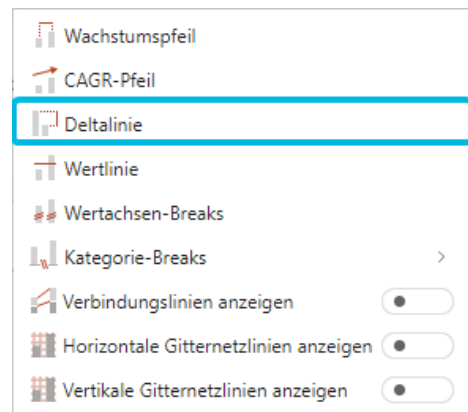 Wachstumspfeil
CAGR-Pfeil
Deltalinie
Wertlinie
Wertachsen-Breaks
Kategorie-Breaks
Verbindungslinien anzeigen
Horizontale Gitternetzlinien anzeigen
Vertikale Gitternetzlinien anzeigen